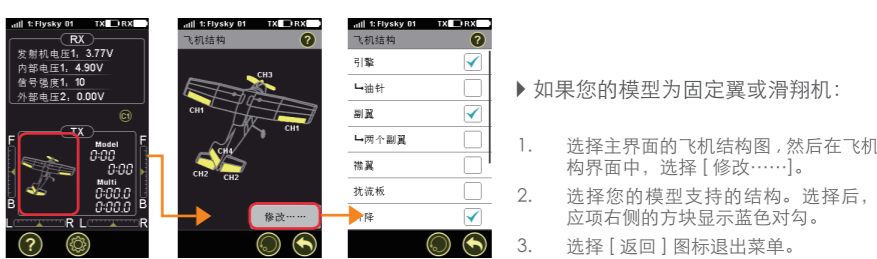 1: Flysky 01 TX RX
RX
发射机电压1: 3.77V
内部电压1: 4.90V
信号强度1: 10
外部电压2: 0.00V
C1
TX
F
F
Model
0:00
0:00
Multi
0:00.0
0:00.0
B
B
L R L R
?
1: Flysky 01 TX RX
飞机结构 ?
CH3
CH1
CH1
CH4
CH2
CH2
修改……
1: Flysky 01 TX RX
飞机结构 ?
引擎
油针
副翼
两个副翼
襟翼
扰流板
降
如果您的模型为固定翼或滑翔机:
1. 选择主界面的飞机结构图,然后在飞机
构界面中,选择 [ 修改……]。
2. 选择您的模型支持的结构。选择后,
应项右侧的方块显示蓝色对勾。
3. 选择 [ 返回 ] 图标退出菜单。